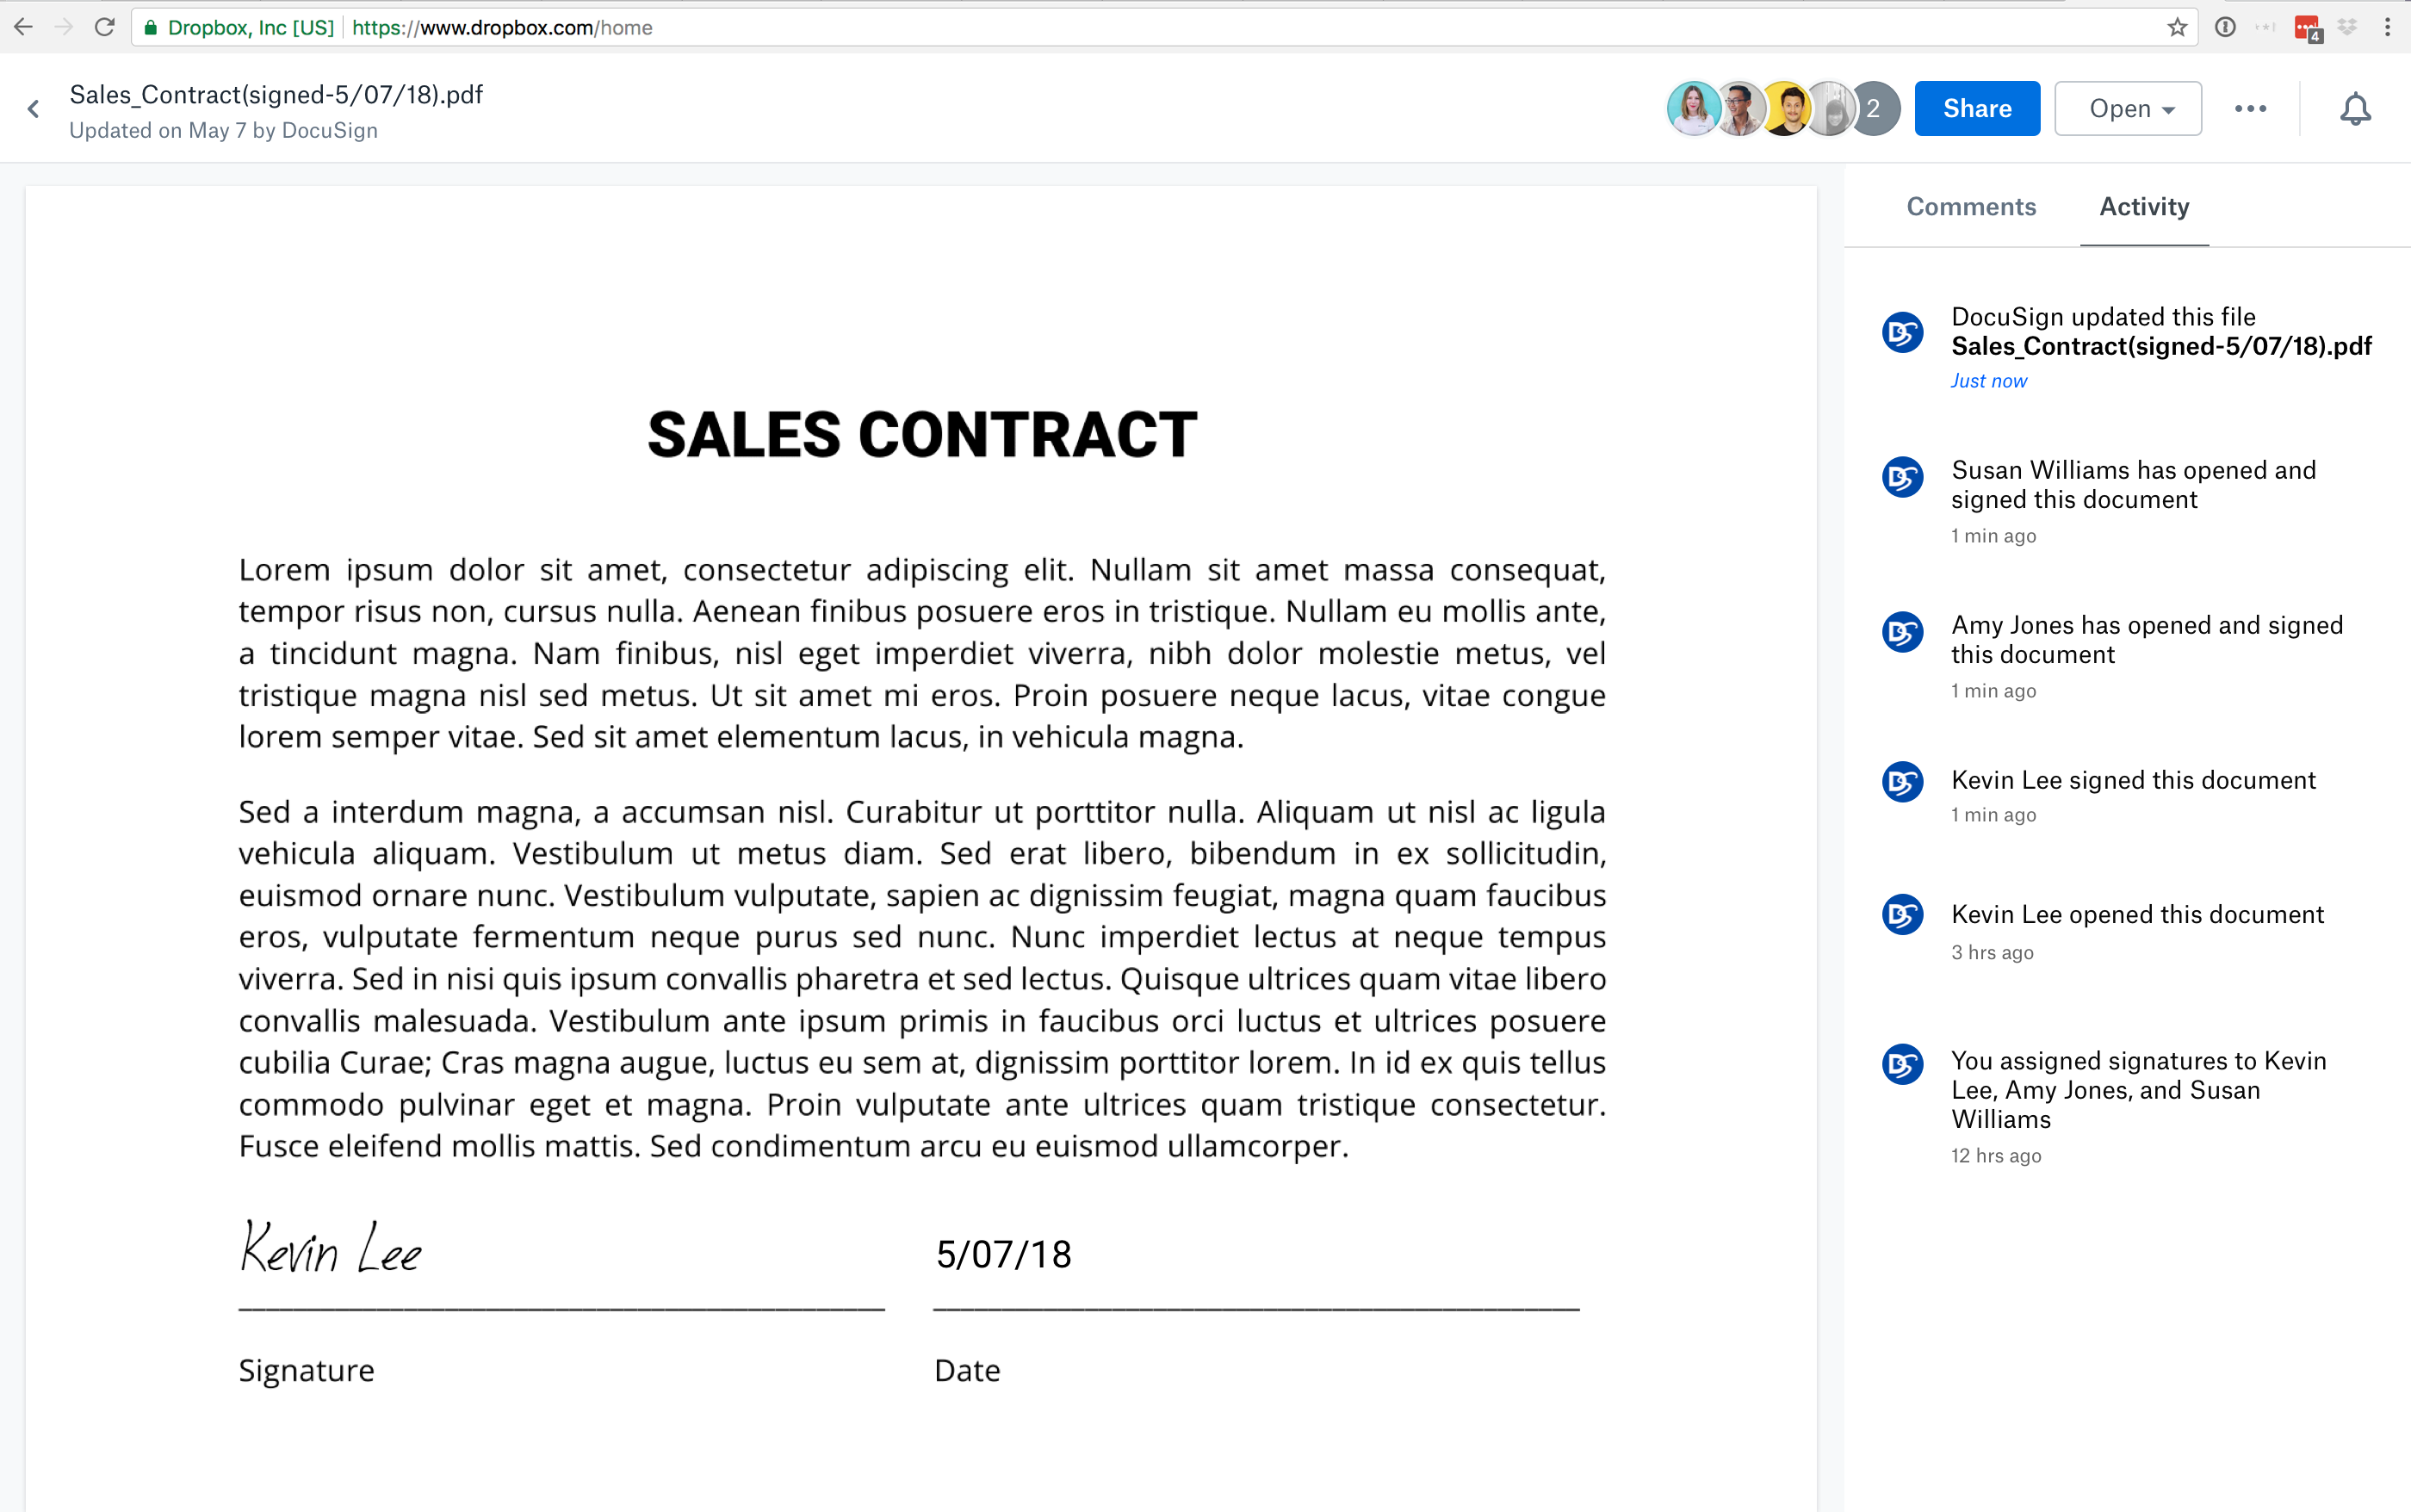 Dropbox, Inc [US] https://www.dropbox.com/home
4
Sales_Contract(signed-5/07/18).pdf
Updated on May 7 by DocuSign
2
Share
Open
SALES CONTRACT
Lorem ipsum dolor sit amet, consectetur adipiscing elit. Nullam sit amet massa consequat,
tempor risus non, cursus nulla. Aenean finibus posuere eros in tristique. Nullam eu mollis ante,
a tincidunt magna. Nam finibus, nisl eget imperdiet viverra, nibh dolor molestie metus, vel
tristique magna nisl sed metus. Ut sit amet mi eros. Proin posuere neque lacus, vitae congue
lorem semper vitae. Sed sit amet elementum lacus, in vehicula magna.
Sed a interdum magna, a accumsan nisl. Curabitur ut porttitor nulla. Aliquam ut nisl ac ligula
vehicula aliquam. Vestibulum ut metus diam. Sed erat libero, bibendum in ex sollicitudin,
euismod ornare nunc. Vestibulum vulputate, sapien ac dignissim feugiat, magna quam faucibus
eros, vulputate fermentum neque purus sed nunc. Nunc imperdiet lectus at neque tempus
viverra. Sed in nisi quis ipsum convallis pharetra et sed lectus. Quisque ultrices quam vitae libero
convallis malesuada. Vestibulum ante ipsum primis in faucibus orci luctus et ultrices posuere
cubilia Curae; Cras magna augue, luctus eu sem at, dignissim porttitor lorem. In id ex quis tellus
commodo pulvinar eget et magna. Proin vulputate ante ultrices quam tristique consectetur.
Fusce eleifend mollis mattis. Sed condimentum arcu eu euismod ullamcorper.
Kevin Lee
5/07/18
Signature
Date
Comments
Activity
DocuSign updated this file
Sales_Contract(signed-5/07/18).pdf
Just now
Susan Williams has opened and
signed this document
1 min ago
Amy Jones has opened and signed
this document
1 min ago
Kevin Lee signed this document
1 min ago
Kevin Lee opened this document
3 hrs ago
You assigned signatures to Kevin
Lee, Amy Jones, and Susan
Williams
12 hrs ago